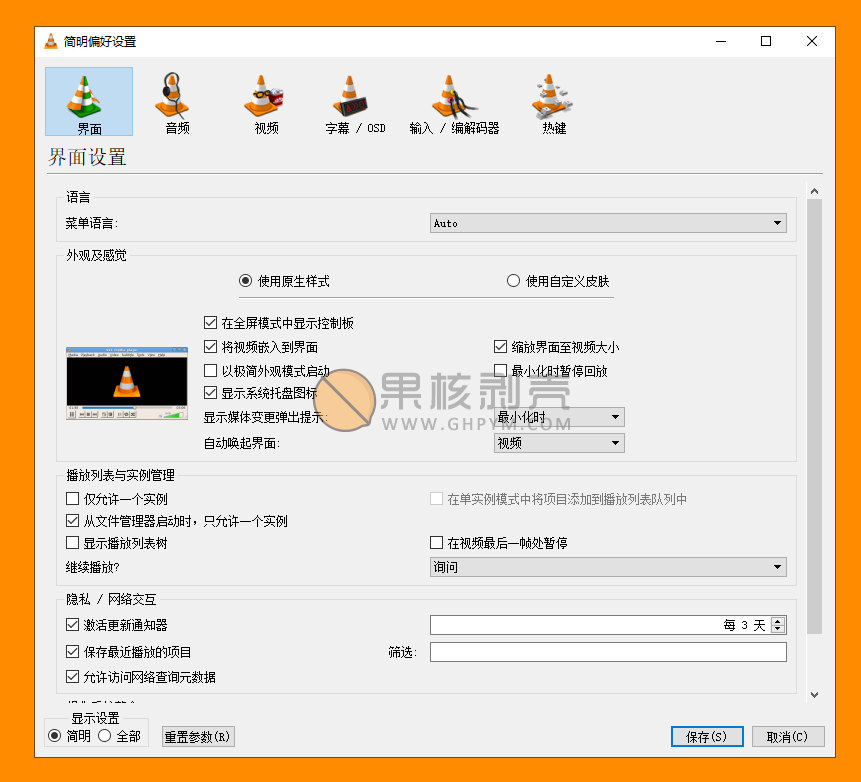 简明偏好设置
界面 音频 视频 字幕 / OSD 输入 / 编解码器 热键
界面设置
语言
菜单语言: Auto
外观及感觉
使用原生样式 使用自定义皮肤
在全屏模式中显示控制板
将视频嵌入到界面 缩放界面至视频大小
以极简外观模式启动 最小化时暂停回放
显示系统托盘图标
显示媒体变更弹出提示: 最小化时
自动唤起界面: 视频
果核剥壳
WWW.GHPYM.COM
播放列表与实例管理
仅允许一个实例 在单实例模式中将项目添加到播放列表队列中
从文件管理器启动时，只允许一个实例
显示播放列表树 在视频最后一帧处暂停
继续播放? 询问
隐私 / 网络交互
激活更新通知器 每 3 天
保存最近播放的项目 筛选:
允许访问网络查询元数据
显示设置
简明 全部 重置参数(R) 保存(S) 取消(C)